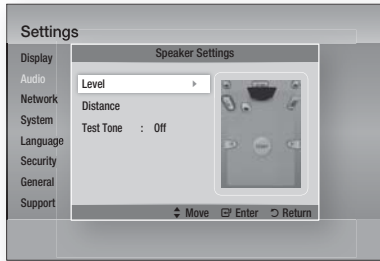 Settings
Speaker Settings
Display
Audio
Network
System
Language
Security
General
Support
Level
Distance
Test Tone : Off
Move Enter Return